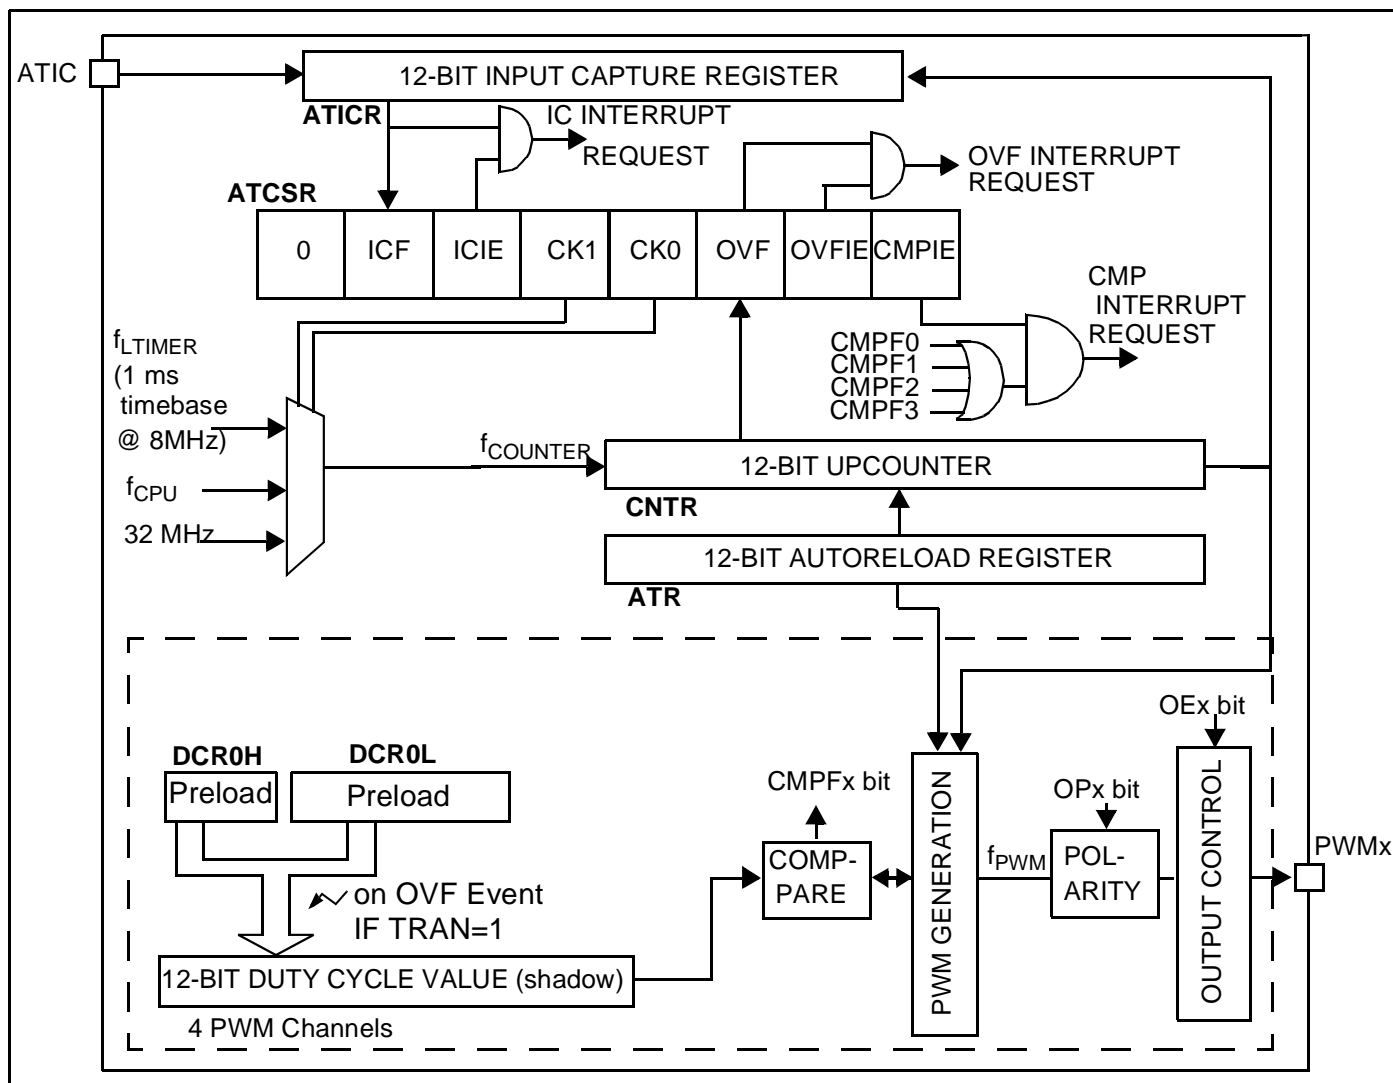 ATIC
12-BIT INPUT CAPTURE REGISTER
ATICR
IC INTERRUPT
REQUEST
OVF INTERRUPT
REQUEST
ATCSR
0
ICF
ICIE
CK1
CK0
OVF
OVFIE
CMPIE
CMP
INTERRUPT
REQUEST
fLTIMER
(1 ms
timebase
@ 8MHz)
CMPF0
CMPF1
CMPF2
CMPF3
fCOUNTER
12-BIT UPCOUNTER
fCPU
CNTR
32 MHz
12-BIT AUTORELOAD REGISTER
ATR
OEx bit
DCR0H
DCR0L
Preload
Preload
CMPFx bit
OPx bit
PWM GENERATION
OUTPUT CONTROL
PWMx
COMP-
PARE
fPWM
POL-
ARITY
on OVF Event
IF TRAN=1
12-BIT DUTY CYCLE VALUE (shadow)
4 PWM Channels